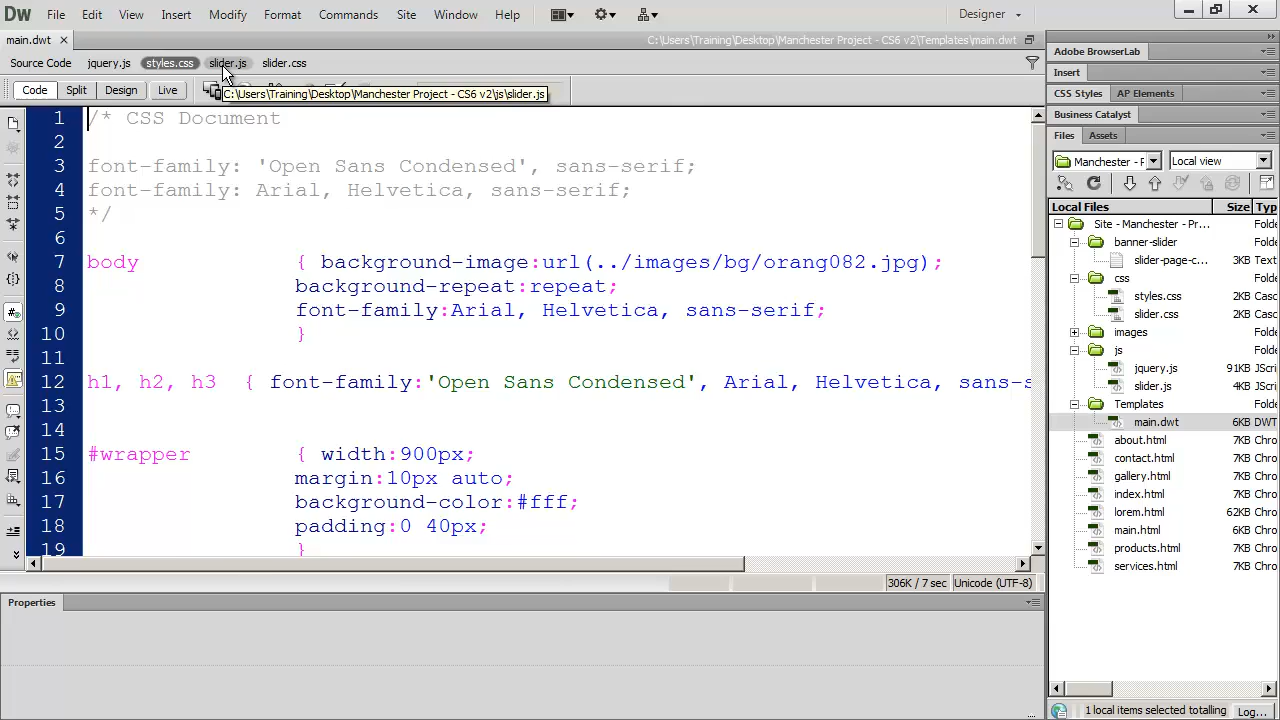 Dw File Edit View Insert Modify Format Commands Site Window Help Designer
main.dwt × C:\Users\Training\Desktop\Manchester Project - CS6 v2\Templates\main.dwt
Source Code jquery.js styles.css slider.js slider.css
Code Split Design Live
C:\Users\Training\Desktop\Manchester Project - CS6 v2\js\slider.js
1 /* CSS Document
2
3 font-family: 'Open Sans Condensed', sans-serif;
4 font-family: Arial, Helvetica, sans-serif;
5 */
6
7 body { background-image:url(../images/bg/orang082.jpg);
8 background-repeat:repeat;
9 font-family:Arial, Helvetica, sans-serif;
10 }
11
12 h1, h2, h3 { font-family:'Open Sans Condensed', Arial, Helvetica, sans-s
13
14
15 #wrapper { width:900px;
16 margin:10px auto;
17 background-color:#fff;
18 padding:0 40px;
19 }
306K / 7 sec Unicode (UTF-8)
Properties
Adobe BrowserLab
Insert
CSS Styles AP Elements
Business Catalyst
Files Assets
Manchester - F Local view
Local Files Size Typ
Site - Manchester - Pr... Folde
banner-slider Folde
slider-page-c... 3KB Text
css Folde
styles.css 2KB Casc
slider.css 2KB Casc
images Folde
js Folde
jquery.js 91KB JScri
slider.js 4KB JScri
Templates Folde
main.dwt 6KB DWT
about.html 7KB Chro
contact.html 7KB Chro
gallery.html 7KB Chro
index.html 7KB Chro
lorem.html 62KB Chro
main.html 6KB Chro
products.html 7KB Chro
services.html 7KB Chro
1 local items selected totalling Log...